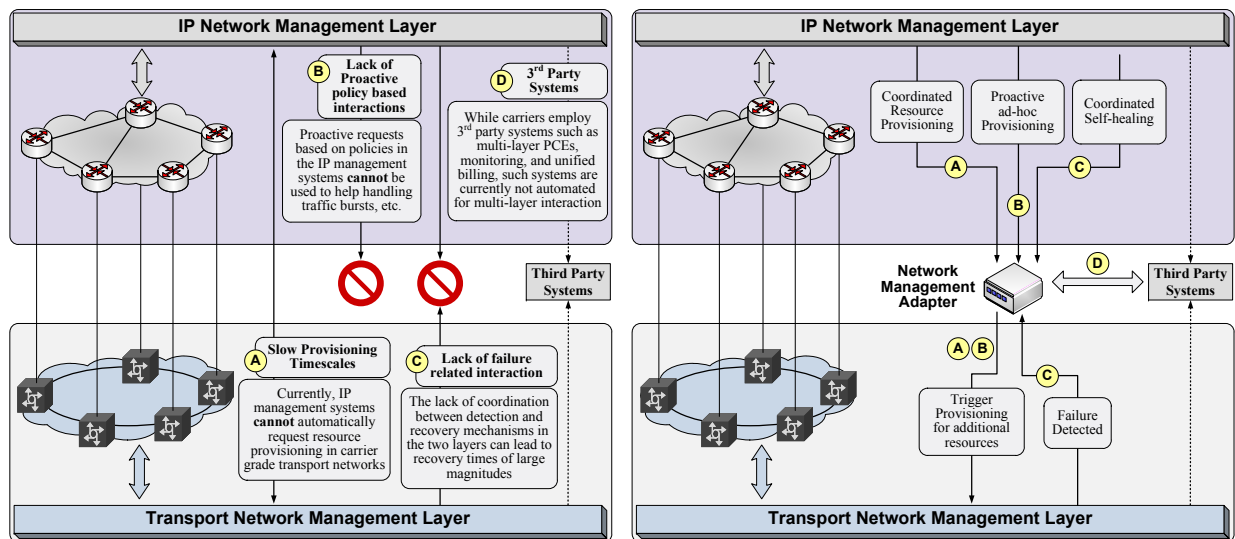 IP Network Management Layer
B
Lack of
Proactive
policy based
interactions
Proactive requests
based on policies in
the IP management
systems cannot be
used to help handling
traffic bursts, etc.
D
3rd Party
Systems
While carriers employ
3rd party systems such as
multi-layer PCEs,
monitoring, and unified
billing, such systems are
currently not automated
for multi-layer interaction
Third Party
Systems
A
Slow Provisioning
Timescales
Currently, IP
management systems
cannot automatically
request resource
provisioning in carrier
grade transport networks
C
Lack of failure
related interaction
The lack of coordination
between detection and
recovery mechanisms in
the two layers can lead to
recovery times of large
magnitudes
Transport Network Management Layer
IP Network Management Layer
Coordinated
Resource
Provisioning
Proactive
ad-hoc
Provisioning
Coordinated
Self-healing
A
B
C
Network
Management
Adapter
D
Third Party
Systems
A B
C
Trigger
Provisioning
for additional
resources
Failure
Detected
Transport Network Management Layer